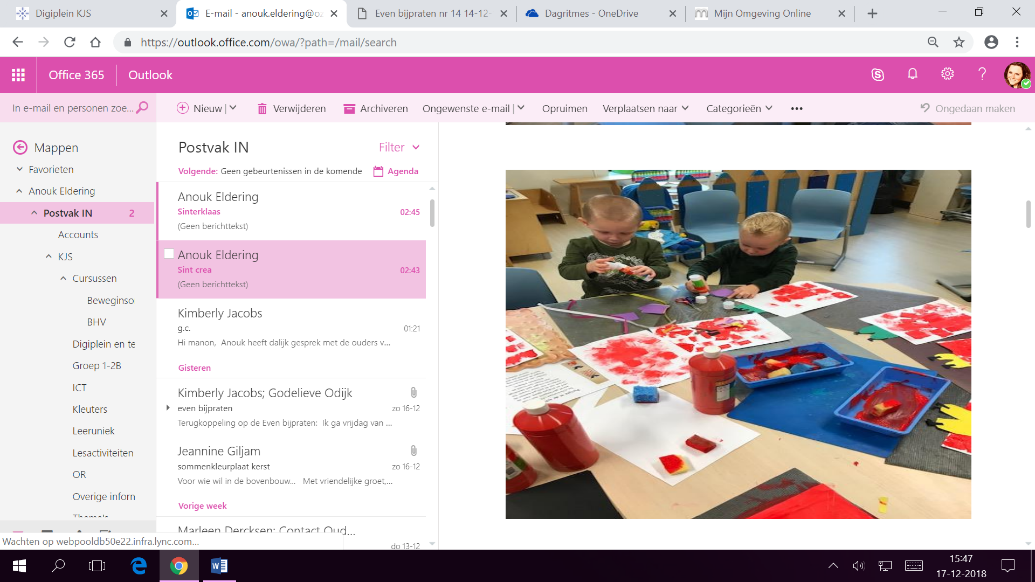 Digiplein KJS
E-mail - anouk.eldering@o
Even bijpraten nr 14 14-12-
Dagritmes - OneDrive
Mijn Omgeving Online
https://outlook.office.com/owa/?path=/mail/search
Office 365
Outlook
In e-mail en personen zoe...
Nieuw
Verwijderen
Archiveren
Ongewenste e-mail
Opruimen
Verplaatsen naar
Categorieën
Ongedaan maken
Mappen
Favorieten
Anouk Eldering
Postvak IN 2
Accounts
KJS
Cursussen
Beweginso
BHV
Digiplein en te
Groep 1-2B
ICT
Kleuters
Leeruniek
Lesactiviteiten
OR
Overige inforn
Wachten op webpooldb50e22.infra.lync.com...
Postvak IN
Filter
Volgende: Geen gebeurtenissen in de komende
Agenda
Anouk Eldering
Sinterklaas 02:45
(Geen berichttekst)
Anouk Eldering
Sint crea 02:43
(Geen berichttekst)
Kimberly Jacobs
g.c. 01:21
Hi manon, Anouk heeft dalijk gesprek met de ouders v...
Gisteren
Kimberly Jacobs; Godelieve Odijk
even bijpraten zo 16-12
Terugkoppeling op de Even bijpraten: Ik ga vrijdag van ...
Jeannine Giljam
sommenkleurplaat kerst zo 16-12
Voor wie wil in de bovenbouw... Met vriendelijke groet,...
Vorige week
Marleen Dercksen; Contact Oud...
do 13-12
15:47
17-12-2018